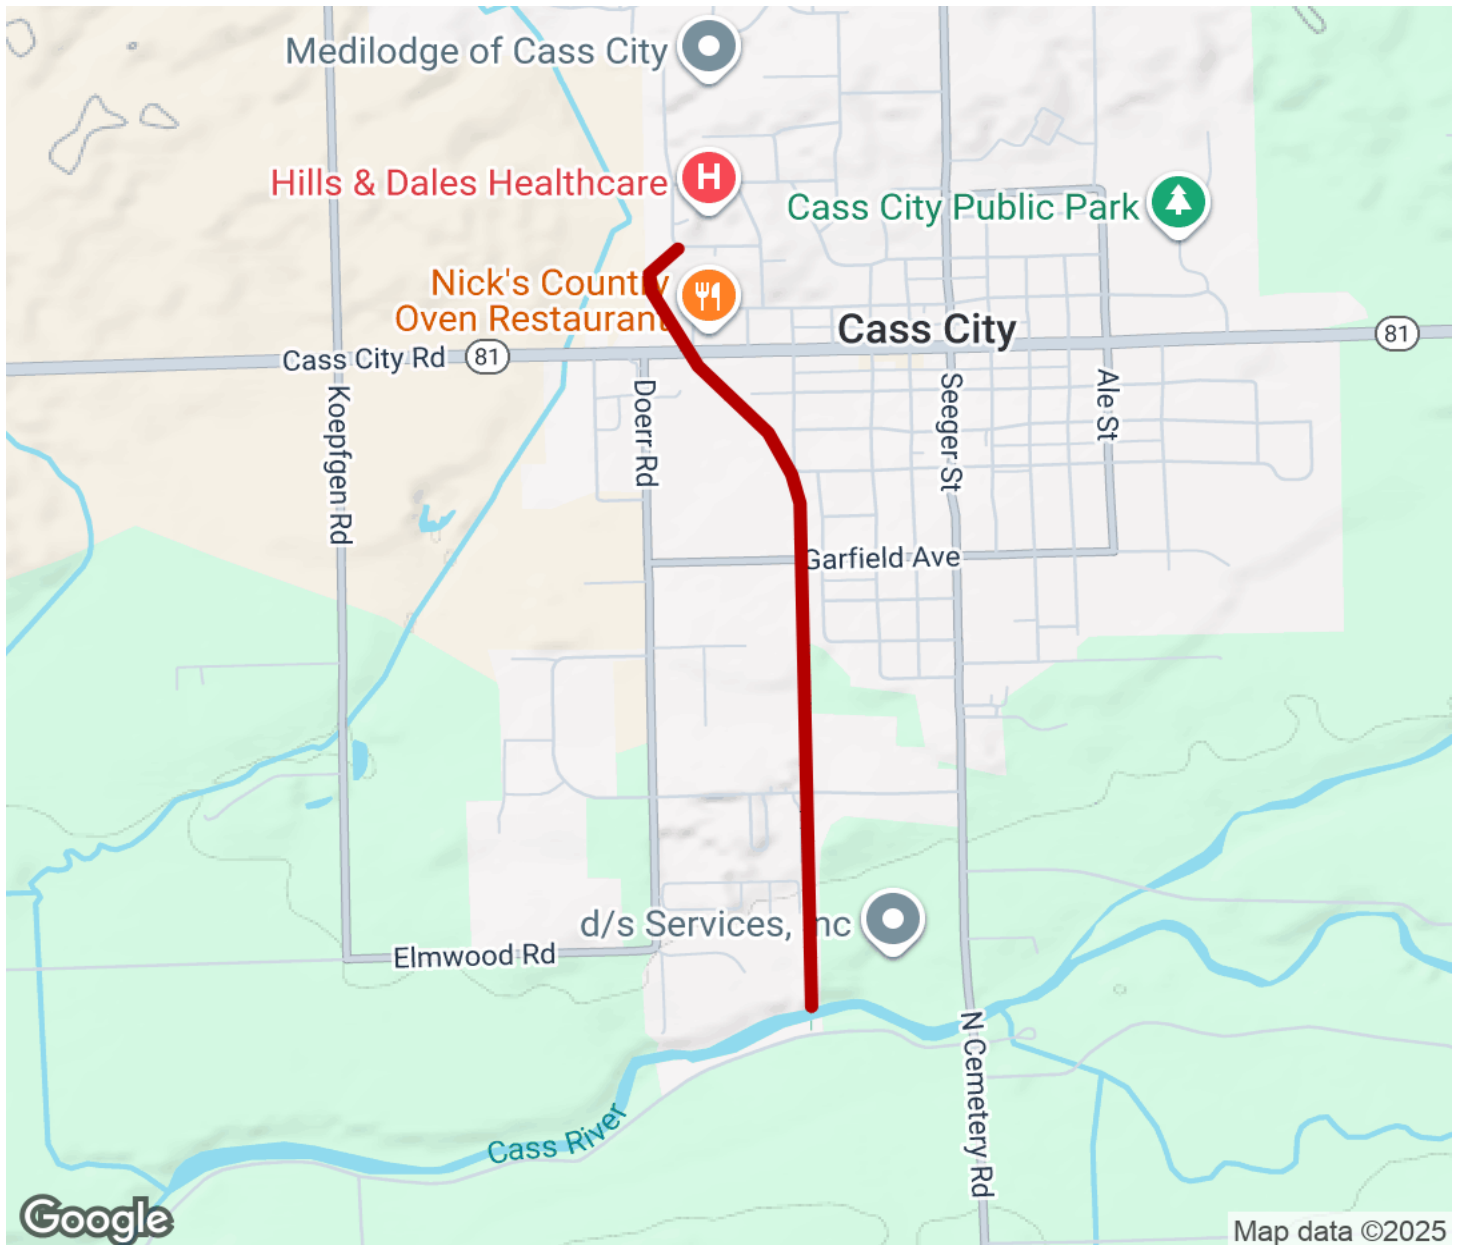 Medilodge of Cass City
Hills & Dales Healthcare
H
Cass City Public Park
Nick's Country
Oven Restaurant
Cass City
81
Cass City Rd
81
Koepfgen Rd
Doerr Rd
Seeger St
Ale St
Garfield Ave
d/s Services, Inc
Elmwood Rd
N Cemetery Rd
Cass River
Google
Map data ©2025